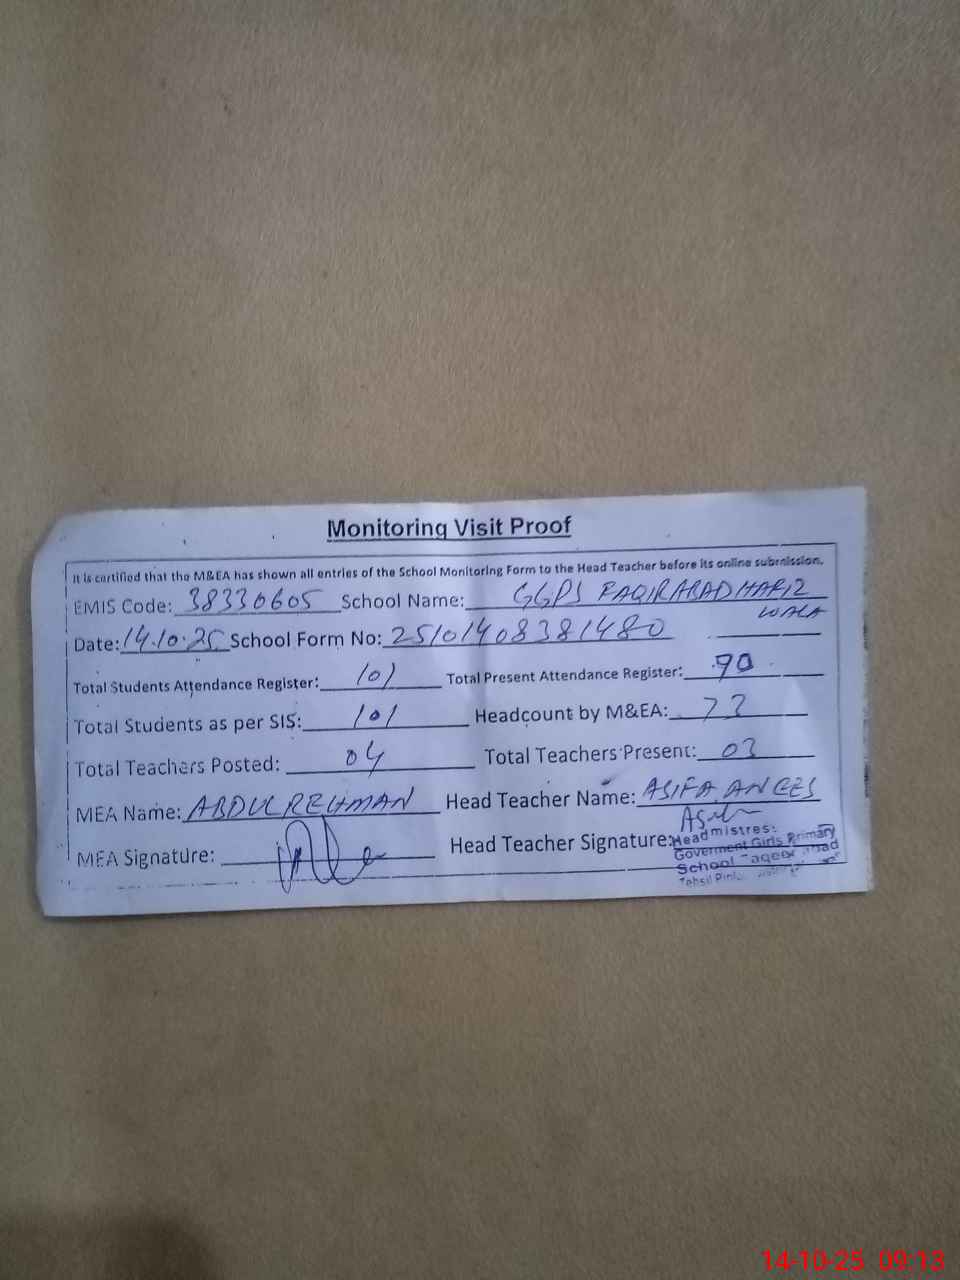 Monitoring Visit Proof
It is certified that the M&EA has shown all entries of the School Monitoring Form to the Head Teacher before its online submission.
EMIS Code: 38330605 School Name: GGPS FAQIRABAD HAFIZ
WALA
Date: 14.10.25 School Form No: 25101408381480
Total Students Attendance Register: 101 Total Present Attendance Register: 90
Total Students as per SIS: 101 Headcount by M&EA:
Total Teachers Posted: 04 Total Teachers Present: 03
MEA Name: ABDUL REHMAN Head Teacher Name: ASIFA ANEES
MEA Signature: Head Teacher Signature:
Headmistress
Goverment Girls Primary
School
Tahsil
14-10-25 09:13